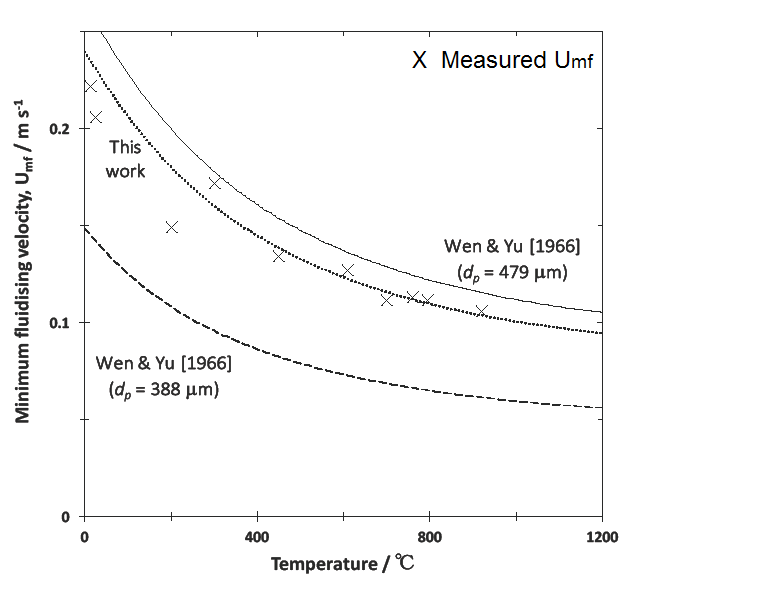 X Measured Umf
0.2
This
work
Wen & Yu [1966]
(dp = 479 μm)
0.1
Wen & Yu [1966]
(dp = 388 μm)
0
0 400 800 1200
Temperature / ℃
Minimum fluidising velocity, Umf / m s-1